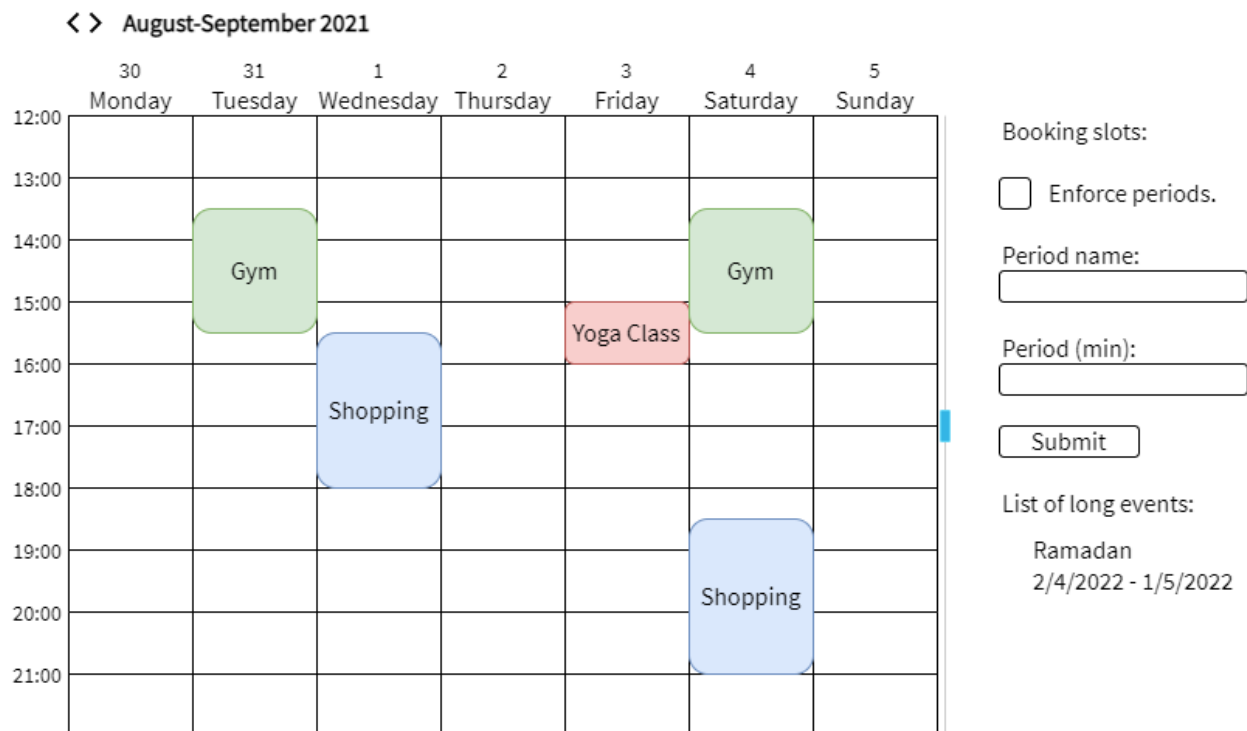 August-September 2021
30 31 1 2 3 4 5
Monday Tuesday Wednesday Thursday Friday Saturday Sunday
12:00
13:00
14:00
15:00
16:00
17:00
18:00
19:00
20:00
21:00
Gym
Gym
Yoga Class
Shopping
Shopping
Booking slots:
Enforce periods.
Period name:
Period (min):
Submit
List of long events:
Ramadan
2/4/2022 - 1/5/2022